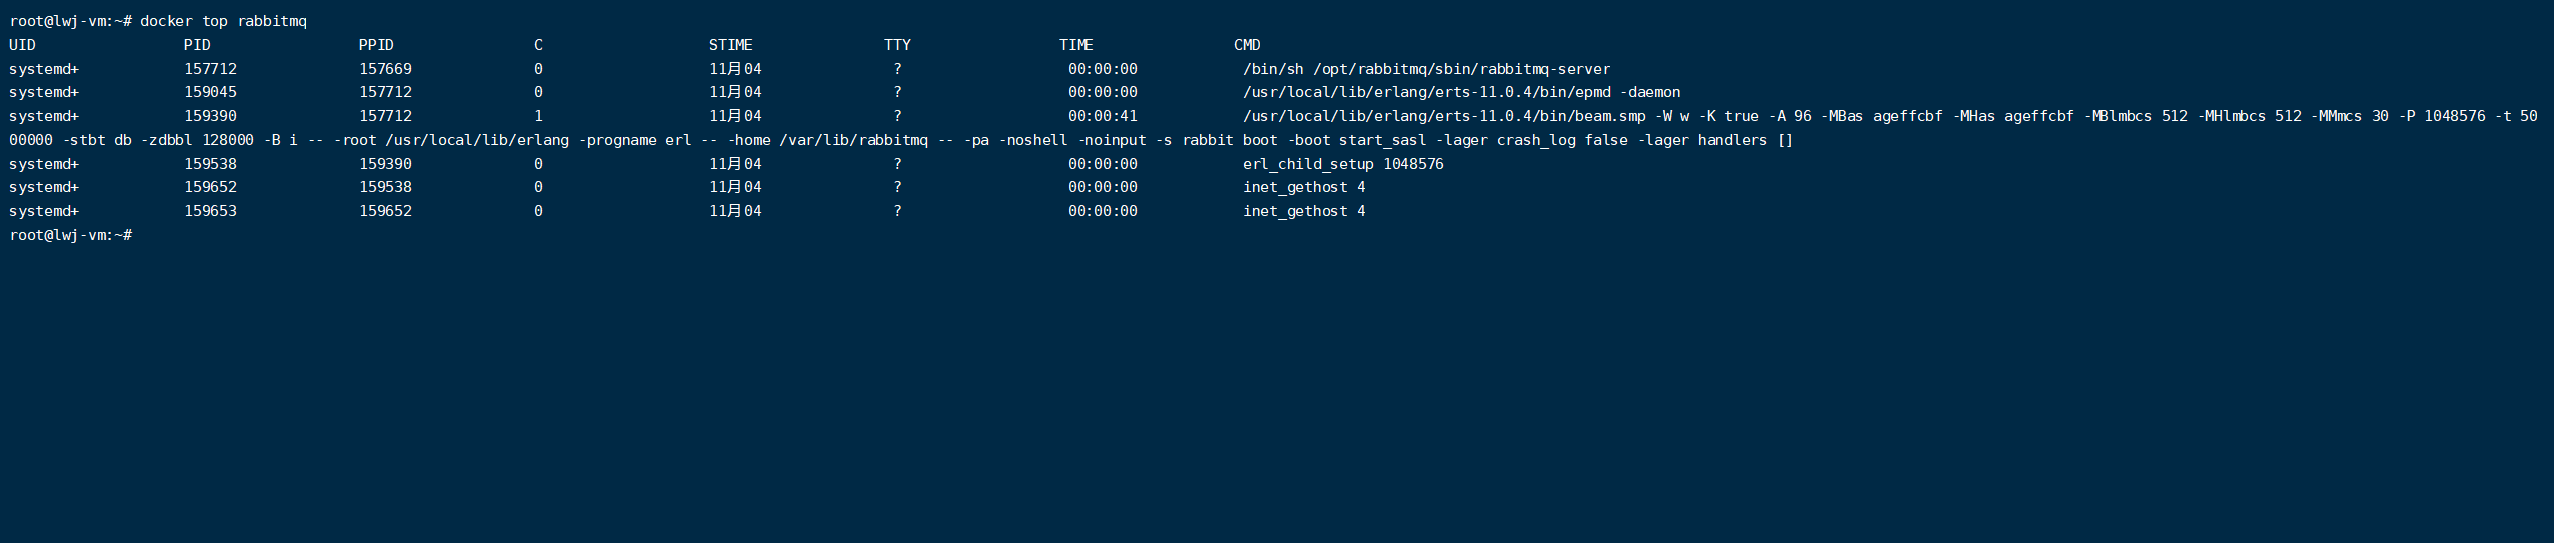 root@lwj-vm:~# docker top rabbitmq
UID                 PID                 PPID                C                   STIME               TTY                 TIME                CMD
systemd+            157712              157669              0                   11月04               ?                   00:00:00            /bin/sh /opt/rabbitmq/sbin/rabbitmq-server
systemd+            159045              157712              0                   11月04               ?                   00:00:00            /usr/local/lib/erlang/erts-11.0.4/bin/epmd -daemon
systemd+            159390              157712              1                   11月04               ?                   00:00:41            /usr/local/lib/erlang/erts-11.0.4/bin/beam.smp -W w -K true -A 96 -MBas ageffcbf -MHas ageffcbf -MBlmbcs 512 -MHlmbcs 512 -MMmcs 30 -P 1048576 -t 50
00000 -stbt db -zdbbl 128000 -B i -- -root /usr/local/lib/erlang -progname erl -- -home /var/lib/rabbitmq -- -pa -noshell -noinput -s rabbit boot -boot start_sasl -lager crash_log false -lager handlers []
systemd+            159538              159390              0                   11月04               ?                   00:00:00            erl_child_setup 1048576
systemd+            159652              159538              0                   11月04               ?                   00:00:00            inet_gethost 4
systemd+            159653              159652              0                   11月04               ?                   00:00:00            inet_gethost 4
root@lwj-vm:~#